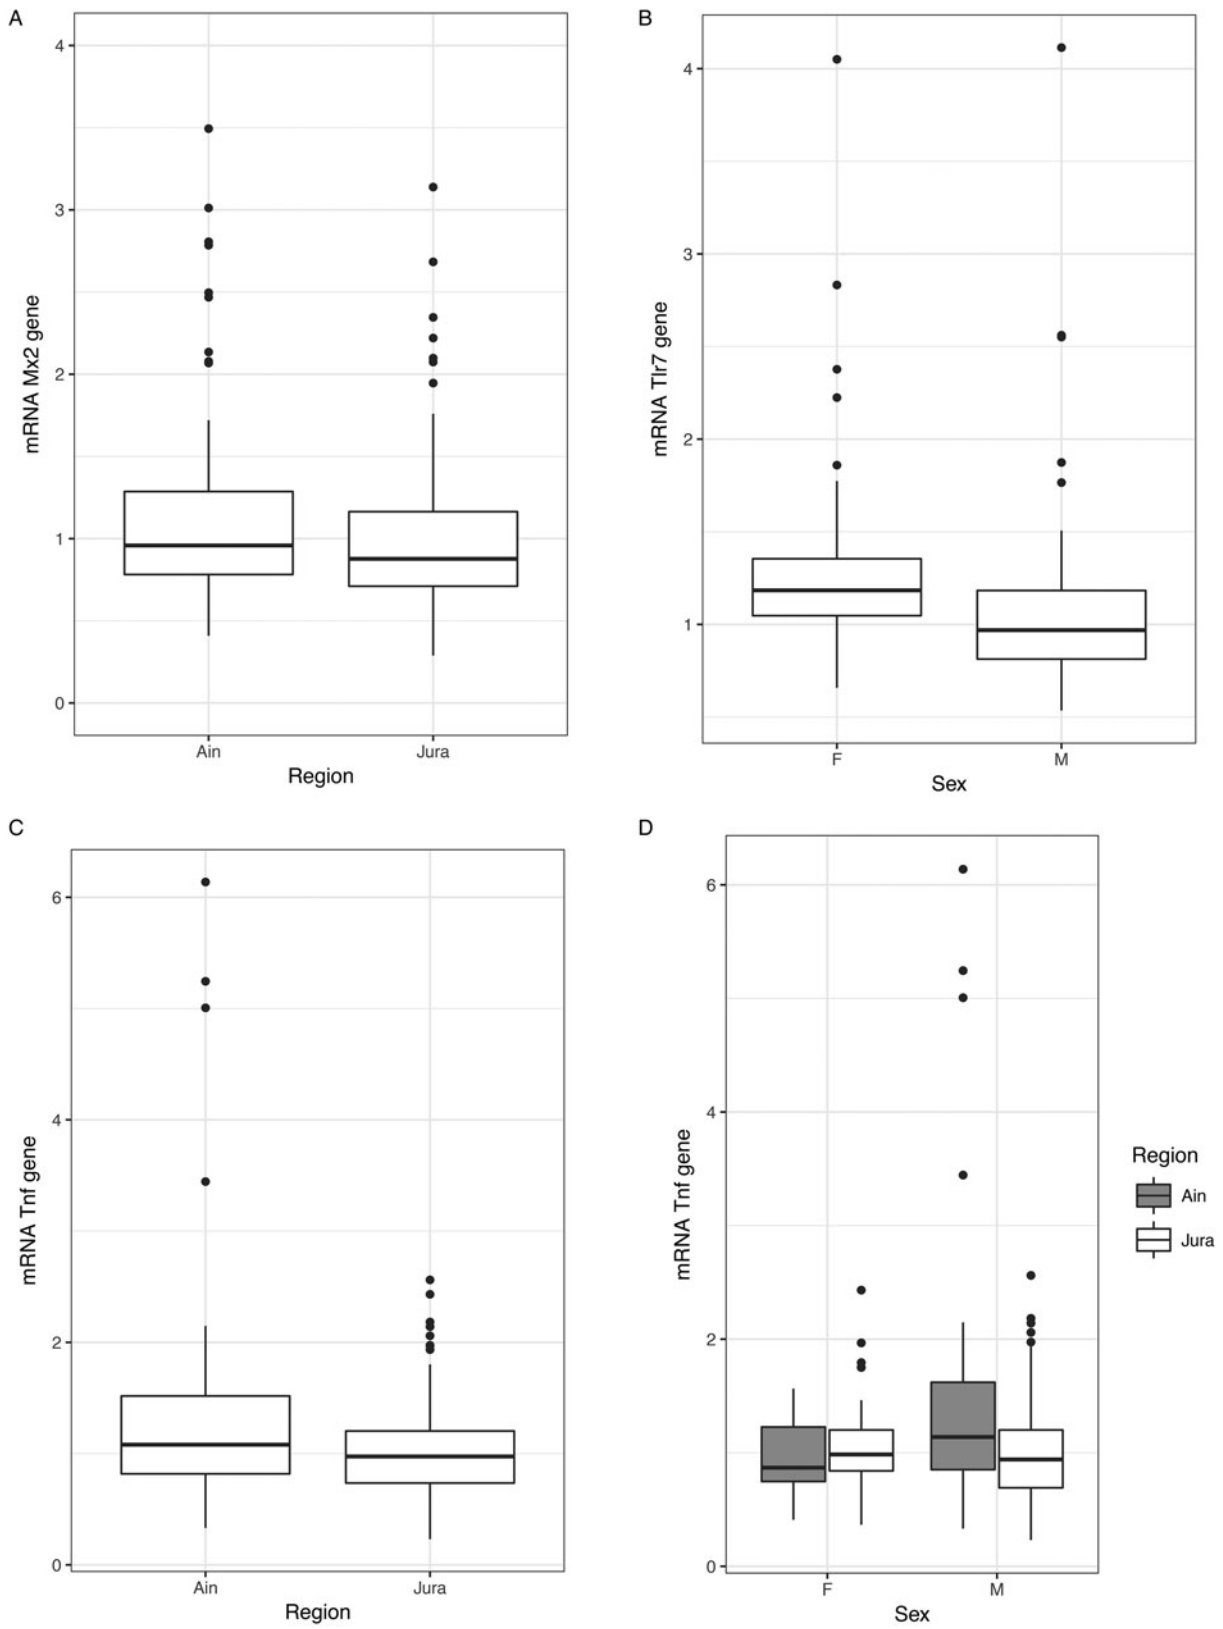 A
4
3
2
1
0
mRNA Mx2 gene
Ain
Jura
Region
B
4
3
2
1
mRNA Tlr7 gene
F
M
Sex
C
6
4
2
0
mRNA Tnf gene
Ain
Jura
Region
D
6
4
2
0
mRNA Tnf gene
F
M
Sex
Region
Ain
Jura